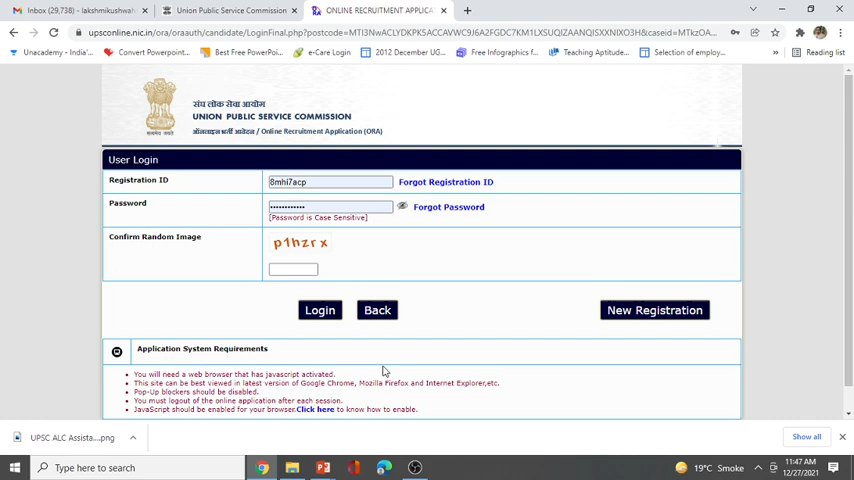 Inbox (29,738) - lakshmikushwah
Union Public Service Commission
ONLINE RECRUITMENT APPLICA
upsconline.nic.in/ora/oraauth/candidate/LoginFinal.php?postcode=MTI3NwACLYDKPK5ACCAVWC9J6A2FGDC7KM1LXSUQIZAANQISXXNIXO3H&caseid=MTkzOA...
Unacademy - India'...
Convert Powerpoint...
Best Free PowerPoi...
e-Care Login
2012 December UG...
Free Infographics f...
Teaching Aptitude...
Selection of employ...
Reading list
संघ लोक सेवा आयोग
UNION PUBLIC SERVICE COMMISSION
ऑनलाइन भर्ती आवेदन / Online Recruitment Application (ORA)
User Login
Registration ID
8mhi7acp
Forgot Registration ID
Password
Forgot Password
[Password is Case Sensitive]
Confirm Random Image
p1hzrx
Login
Back
New Registration
Application System Requirements
You will need a web browser that has javascript activated.
This site can be best viewed in latest version of Google Chrome, Mozilla Firefox and Internet Explorer,etc.
Pop-Up blockers should be disabled.
You must logout of the online application after each session.
JavaScript should be enabled for your browser.Click here to know how to enable.
UPSC ALC Assista....png
Show all
Type here to search
19°C Smoke
11:47 AM
12/27/2021